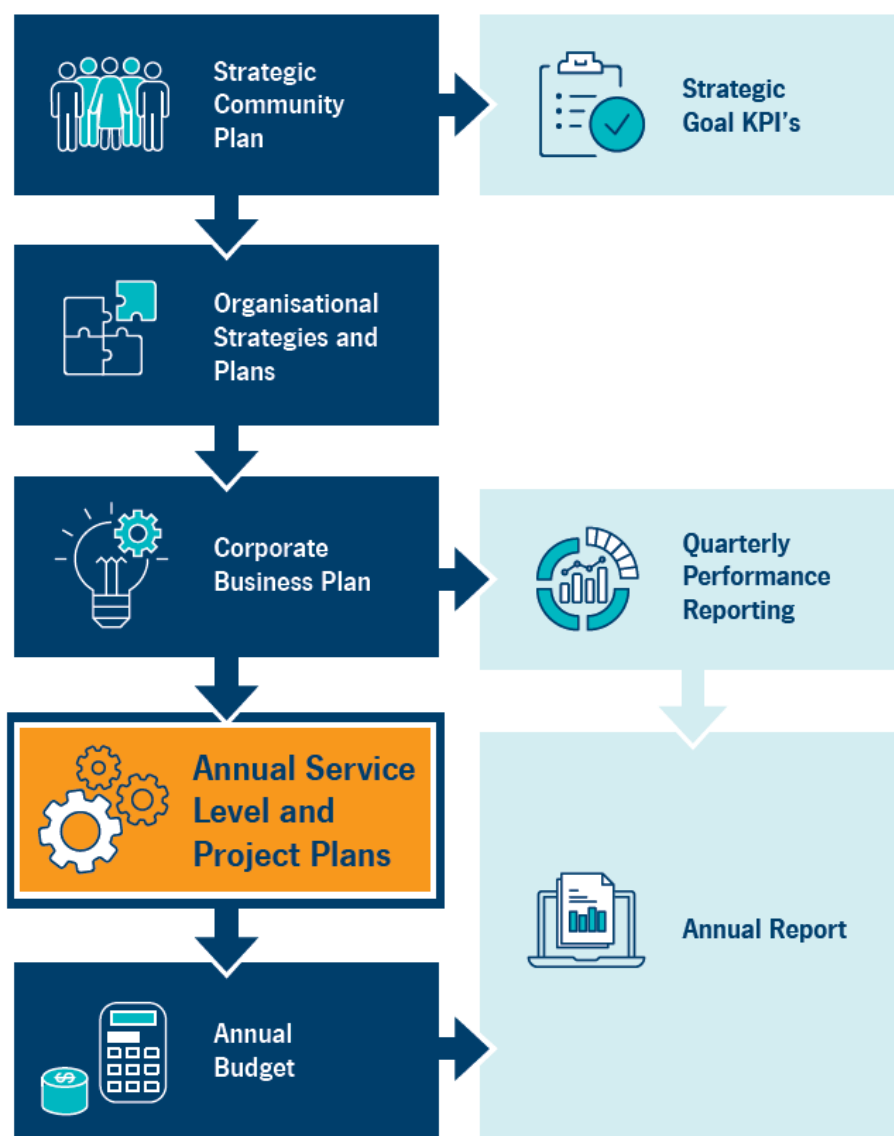 Strategic
Community
Plan
Strategic
Goal KPI's
Organisational
Strategies and
Plans
Corporate
Business Plan
Quarterly
Performance
Reporting
Annual Service
Level and
Project Plans
Annual Report
Annual
Budget
$